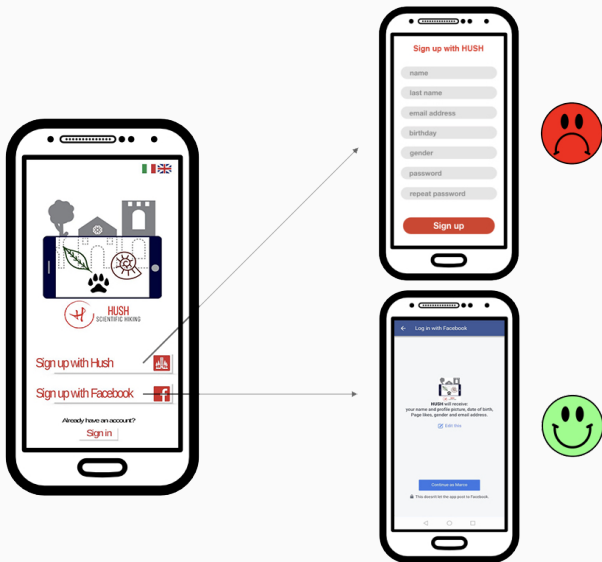 HUSH
SCIENTIFIC HIKING
Sign up with Hush
Sign up with Facebook
Already have an account?
Sign in
Sign up with HUSH
name
last name
email address
birthday
gender
password
repeat password
Sign up
Log in with Facebook
HUSH will receive:
your name and profile picture, date of birth,
Page likes, gender and email address.
Edit this
Continue as Marco
This doesn't let the app post to Facebook.